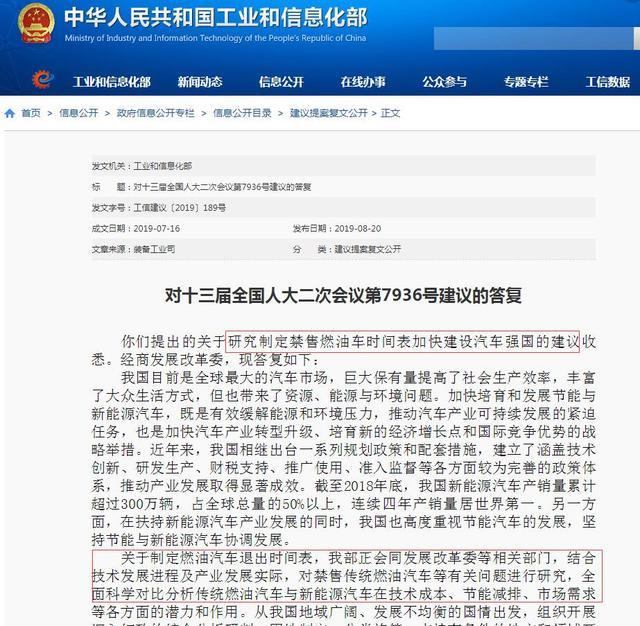 中华人民共和国工业和信息化部
Ministry of Industry and Information Technology of the People's Republic of China
工业和信息化部 新闻动态 信息公开 在线办事 公众参与 专题专栏 工信数据
首页 > 信息公开 > 政府信息公开专栏 > 信息公开目录 > 建议提案复文公开 > 正文
发文机关：工业和信息化部
标 题：对十三届全国人大二次会议第7936号建议的答复
发文字号：工信建议〔2019〕189号
成文日期：2019-07-16 发布日期：2019-08-20
文章来源：装备工业司 分 类：建议提案复文公开
对十三届全国人大二次会议第7936号建议的答复
你们提出的关于研究制定禁售燃油车时间表加快建设汽车强国的建议收
悉。经商发展改革委，现答复如下：
我国目前是全球最大的汽车市场，巨大保有量提高了社会生产效率，丰富
了大众生活方式，但也带来了资源、能源与环境问题。加快培育和发展节能与
新能源汽车，既是有效缓解能源和环境压力，推动汽车产业可持续发展的紧迫
任务，也是加快汽车产业转型升级、培育新的经济增长点和国际竞争优势的战
略举措。近年来，我国相继出台一系列规划政策和配套措施，建立了涵盖技术
创新、研发生产、财税支持、推广使用、准入监督等各方面较为完善的政策体
系，推动产业发展取得显著成效。截至2018年底，我国新能源汽车产销量累计
超过300万辆，占全球总量的50%以上，连续四年产销量居世界第一。另一方
面，在扶持新能源汽车产业发展的同时，我国也高度重视节能汽车的发展，坚
持节能与新能源汽车协调发展。
关于制定燃油汽车退出时间表，我部正会同发展改革委等相关部门，结合
技术发展进程及产业发展实际，对禁售传统燃油汽车等有关问题进行研究，全
面科学对比分析传统燃油汽车与新能源汽车在技术成本、节能减排、市场需求
等各方面的潜力和作用。从我国地域广阔、发展不均衡的国情出发，组织开展